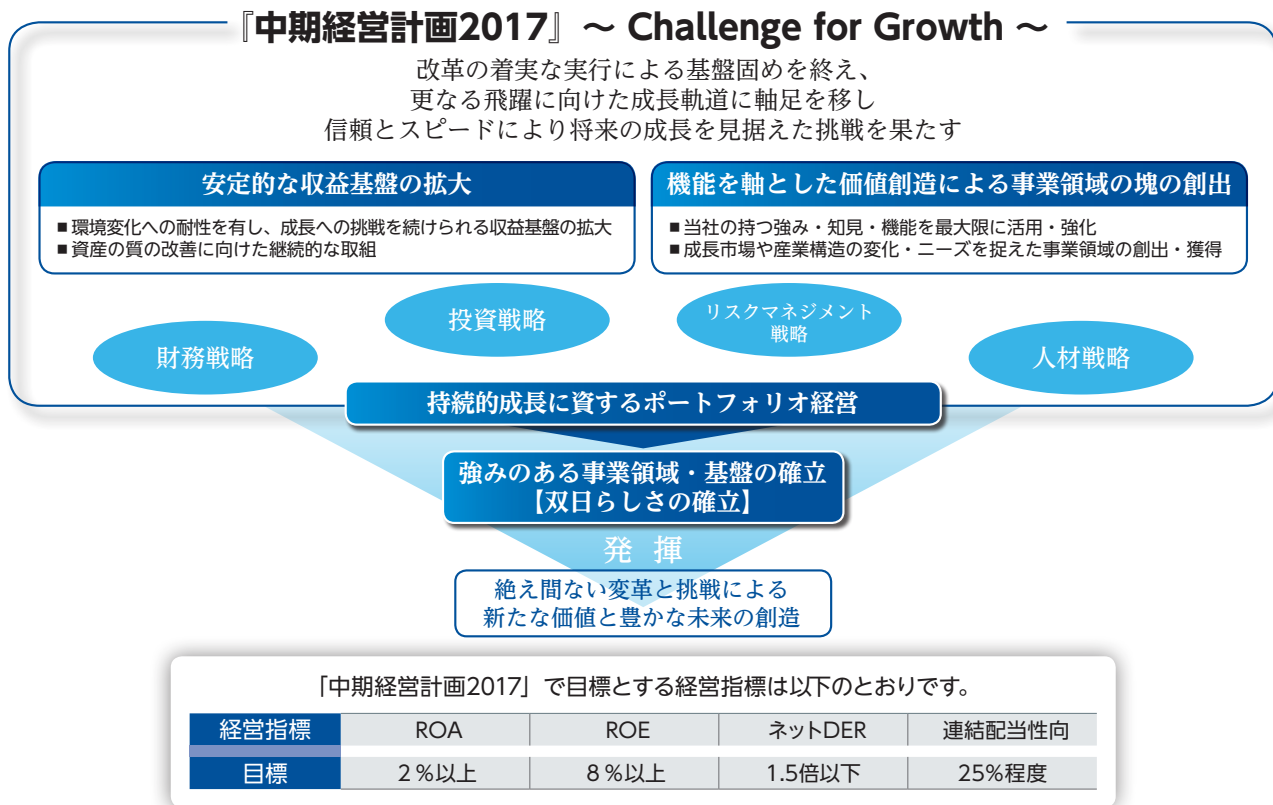 『中期経営計画2017』 ～ Challenge for Growth ～
改革の着実な実行による基盤固めを終え、
更なる飛躍に向けた成長軌道に軸足を移し
信頼とスピードにより将来の成長を見据えた挑戦を果たす
安定的な収益基盤の拡大
■環境変化への耐性を有し、成長への挑戦を続けられる収益基盤の拡大
■資産の質の改善に向けた継続的な取組
機能を軸とした価値創造による事業領域の塊の創出
■当社の持つ強み・知見・機能を最大限に活用・強化
■成長市場や産業構造の変化・ニーズを捉えた事業領域の創出・獲得
財務戦略
投資戦略
リスクマネジメント
戦略
人材戦略
持続的成長に資するポートフォリオ経営
強みのある事業領域・基盤の確立
【双日らしさの確立】
発 揮
絶え間ない変革と挑戦による
新たな価値と豊かな未来の創造
「中期経営計画2017」で目標とする経営指標は以下のとおりです。
経営指標 ROA ROE ネットDER 連結配当性向
目標 2％以上 8％以上 1.5倍以下 25%程度